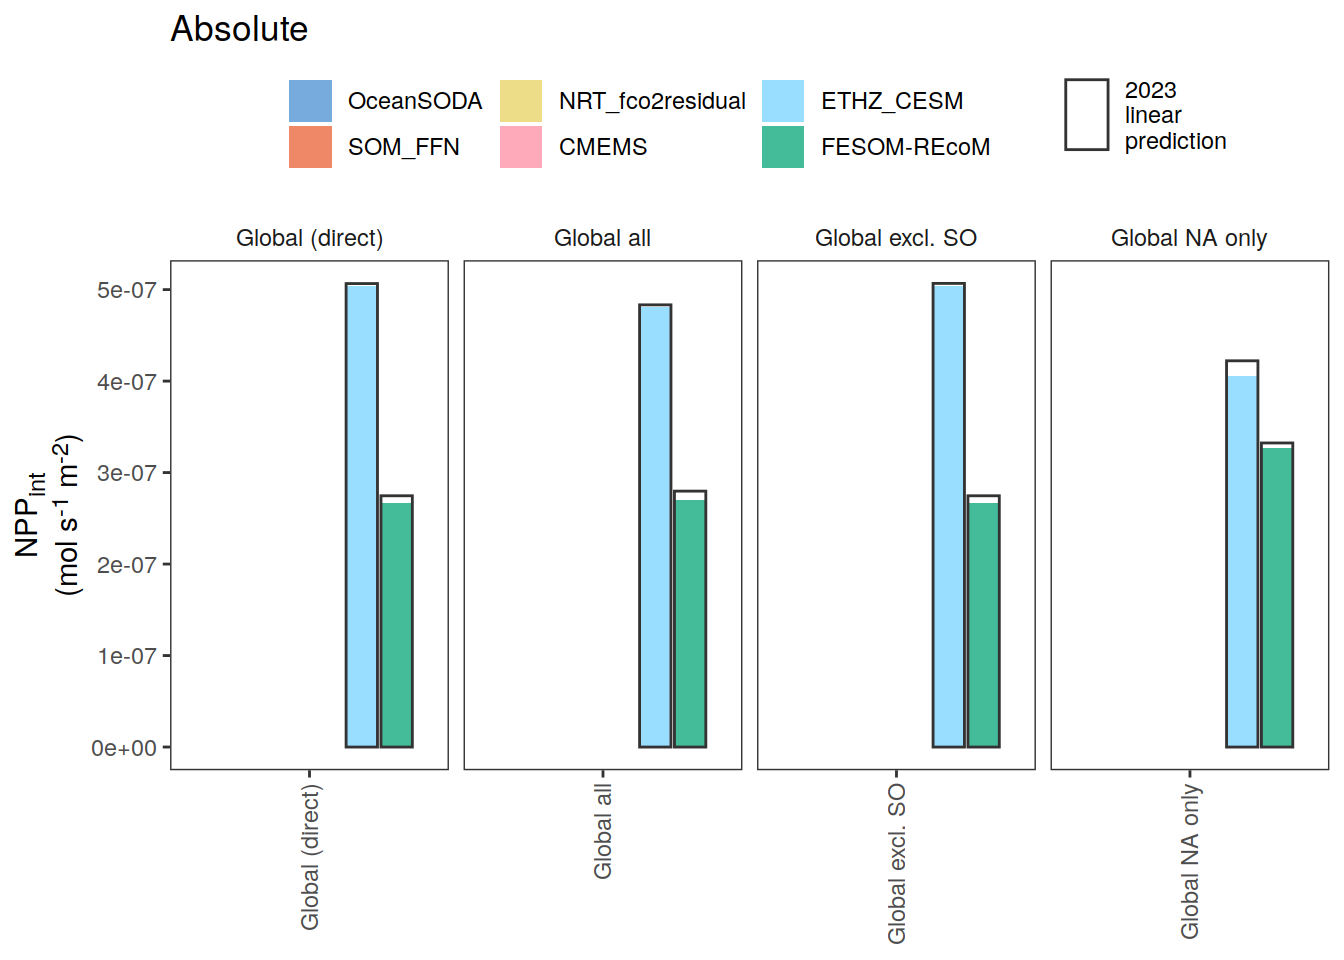 Absolute
OceanSODA
NRT_fco2residual
ETHZ_CESM
SOM_FFN
CMEMS
FESOM-REcoM
2023
linear
prediction
Global (direct)
Global all
Global excl. SO
Global NA only
5e-07
4e-07
3e-07
2e-07
1e-07
0e+00
NPP_int
(mol s^-1 m^-2)
Global (direct)
Global all
Global excl. SO
Global NA only